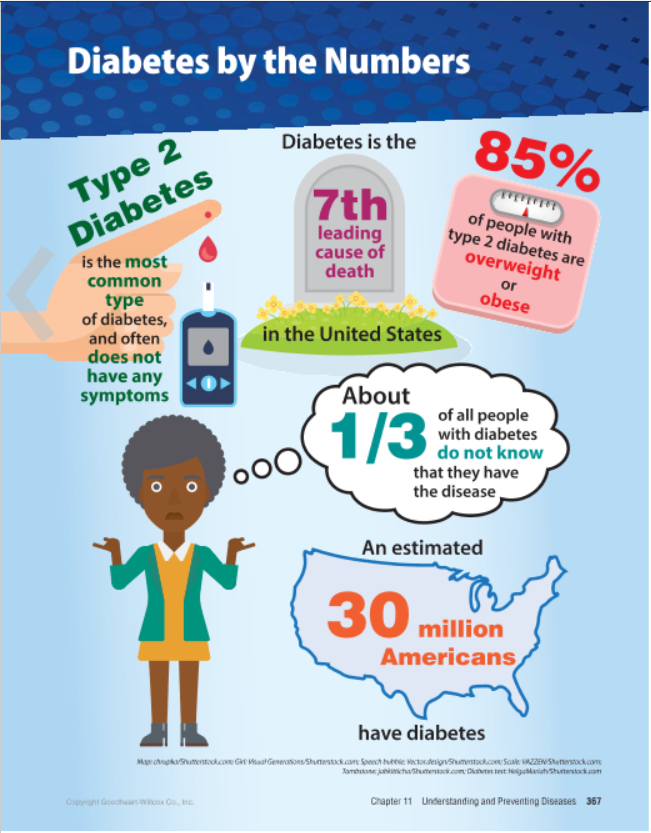 Diabetes by the Numbers
Type 2
Diabetes
is the most
common
type
of diabetes,
and often
does not
have any
symptoms
Diabetes is the
7th
leading
cause of
death
in the United States
85%
of people with
type 2 diabetes are
overweight
or
obese
About
1/3
of all people
with diabetes
do not know
that they have
the disease
An estimated
30 million
Americans
have diabetes
Map: chrupka/Shutterstock.com; Girl: Visual Generation/Shutterstock.com; Speech bubble: Vector.design/Shutterstock.com; Scale: VAZZEN/Shutterstock.com;
Tombstone: jabkitticha/Shutterstock.com; Diabetes test: HelgaMariah/Shutterstock.com
Copyright Goodheart-Willcox Co., Inc.
Chapter 11 Understanding and Preventing Diseases 367